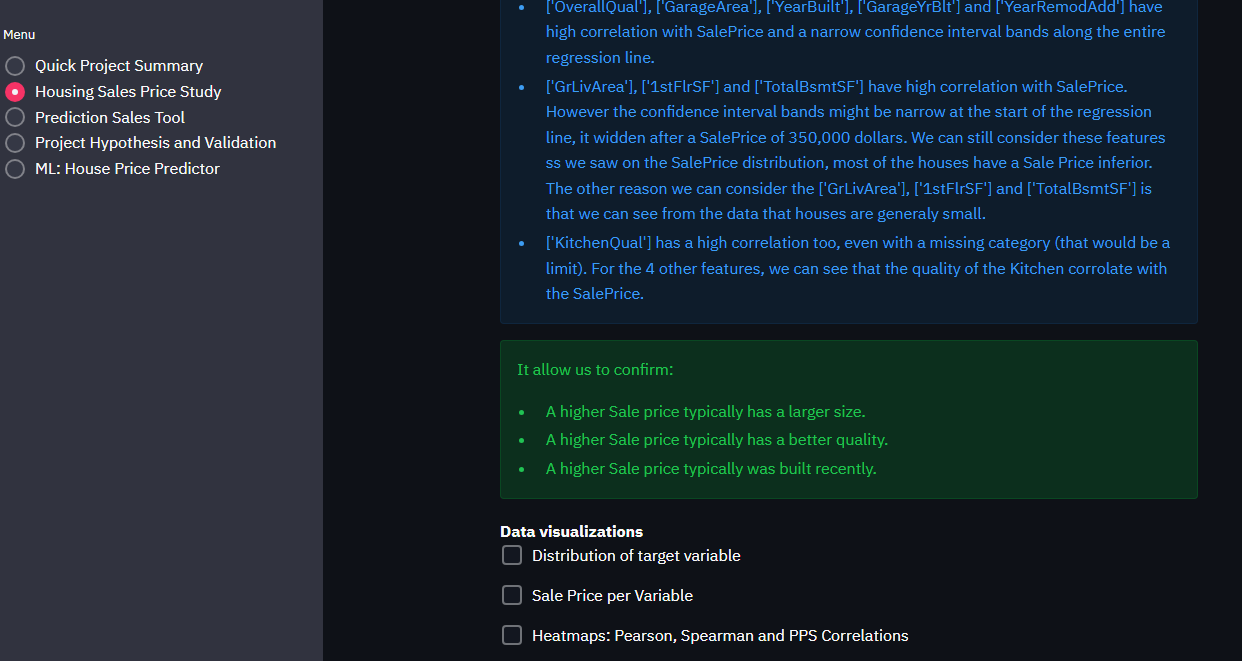 Menu
Quick Project Summary
Housing Sales Price Study
Prediction Sales Tool
Project Hypothesis and Validation
ML: House Price Predictor
['OverallQual'], ['GarageArea'], ['YearBuilt'], ['GarageYrBlt'] and ['YearRemodAdd'] have
high correlation with SalePrice and a narrow confidence interval bands along the entire
regression line.
['GrLivArea'], ['1stFlrSF'] and ['TotalBsmtSF'] have high correlation with SalePrice.
However the confidence interval bands might be narrow at the start of the regression
line, it widden after a SalePrice of 350,000 dollars. We can still consider these features
ss we saw on the SalePrice distribution, most of the houses have a Sale Price inferior.
The other reason we can consider the ['GrLivArea'], ['1stFlrSF'] and ['TotalBsmtSF'] is
that we can see from the data that houses are generaly small.
['KitchenQual'] has a high correlation too, even with a missing category (that would be a
limit). For the 4 other features, we can see that the quality of the Kitchen corrolate with
the SalePrice.
It allow us to confirm:
A higher Sale price typically has a larger size.
A higher Sale price typically has a better quality.
A higher Sale price typically was built recently.
Data visualizations
Distribution of target variable
Sale Price per Variable
Heatmaps: Pearson, Spearman and PPS Correlations